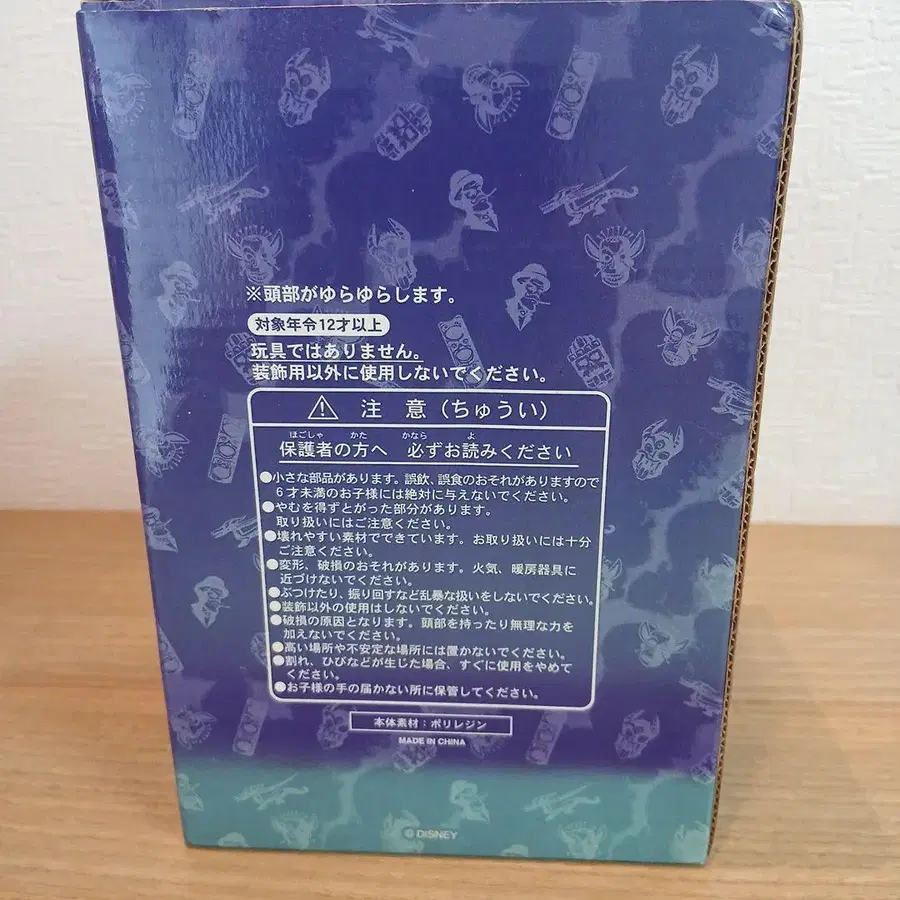 ※頭部がゆらゆらします。
対象年令12才以上
玩具ではありません。
装飾用以外に使用しないでください。
⚠ 注 意（ちゅうい）
ほごしゃ かた かなら よ
保護者の方へ 必ずお読みください
●小さな部品があります。誤飲、誤食のおそれがありますので
6才未満のお子様には絶対に与えないでください。
●やむを得ずとがった部分があります。
取り扱いにはご注意ください。
●壊れやすい素材でできています。お取り扱いには十分
ご注意ください。
●変形、破損のおそれがあります。火気、暖房器具に
近づけないでください。
●ぶつけたり、振り回すなど乱暴な扱いをしないでください。
●装飾以外の使用はしないでください。
●破損の原因となります。頭部を持ったり無理な力を
加えないでください。
●高い場所や不安定な場所には置かないでください。
●割れ、ひびなどが生じた場合、すぐに使用をやめて
ください。
●お子様の手の届かない所に保管してください。
本体素材：ポリレジン
MADE IN CHINA
© DISNEY